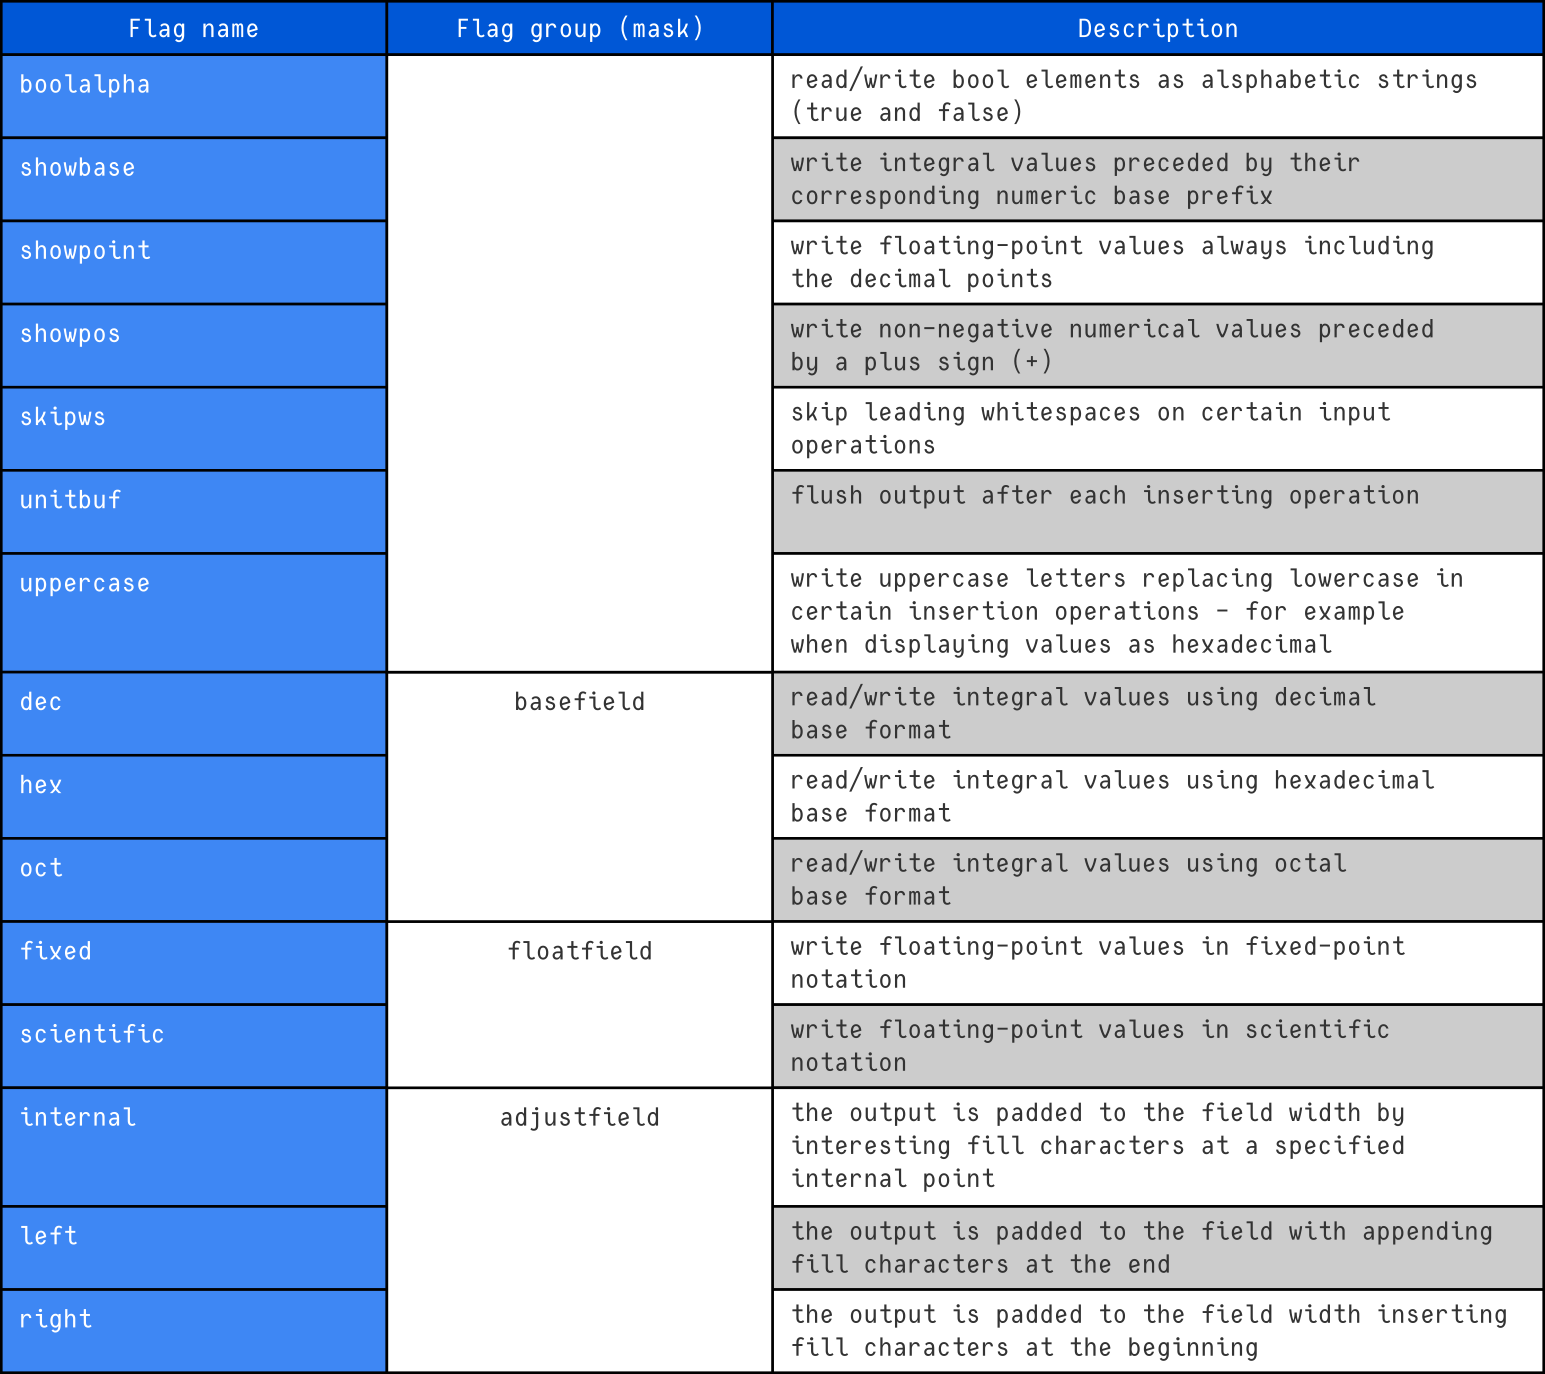 Flag name
Flag group (mask)
Description
boolalpha
read/write bool elements as alsphabetic strings
(true and false)
showbase
write integral values preceded by their
corresponding numeric base prefix
showpoint
write floating-point values always including
the decimal points
showpos
write non-negative numerical values preceded
by a plus sign (+)
skipws
skip leading whitespaces on certain input
operations
unitbuf
flush output after each inserting operation
uppercase
write uppercase letters replacing lowercase in
certain insertion operations - for example
when displaying values as hexadecimal
dec
basefield
read/write integral values using decimal
base format
hex
read/write integral values using hexadecimal
base format
oct
read/write integral values using octal
base format
fixed
floatfield
write floating-point values in fixed-point
notation
scientific
write floating-point values in scientific
notation
internal
adjustfield
the output is padded to the field width by
interesting fill characters at a specified
internal point
left
the output is padded to the field with appending
fill characters at the end
right
the output is padded to the field width inserting
fill characters at the beginning